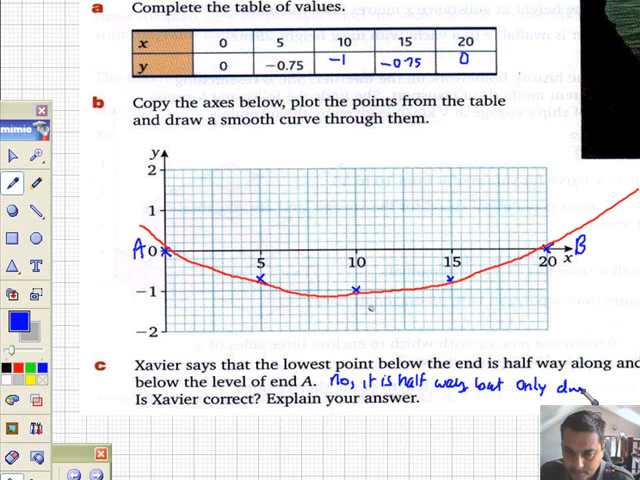 a Complete the table of values.
x 0 5 10 15 20
y 0 −0.75 −1 −0.75 0
b Copy the axes below, plot the points from the table
and draw a smooth curve through them.
mimio
y
2
1
A 0 5 10 15 20 x B
−1
−2
c Xavier says that the lowest point below the end is half way along and
below the level of end A. no, it is half way but only
Is Xavier correct? Explain your answer.
T